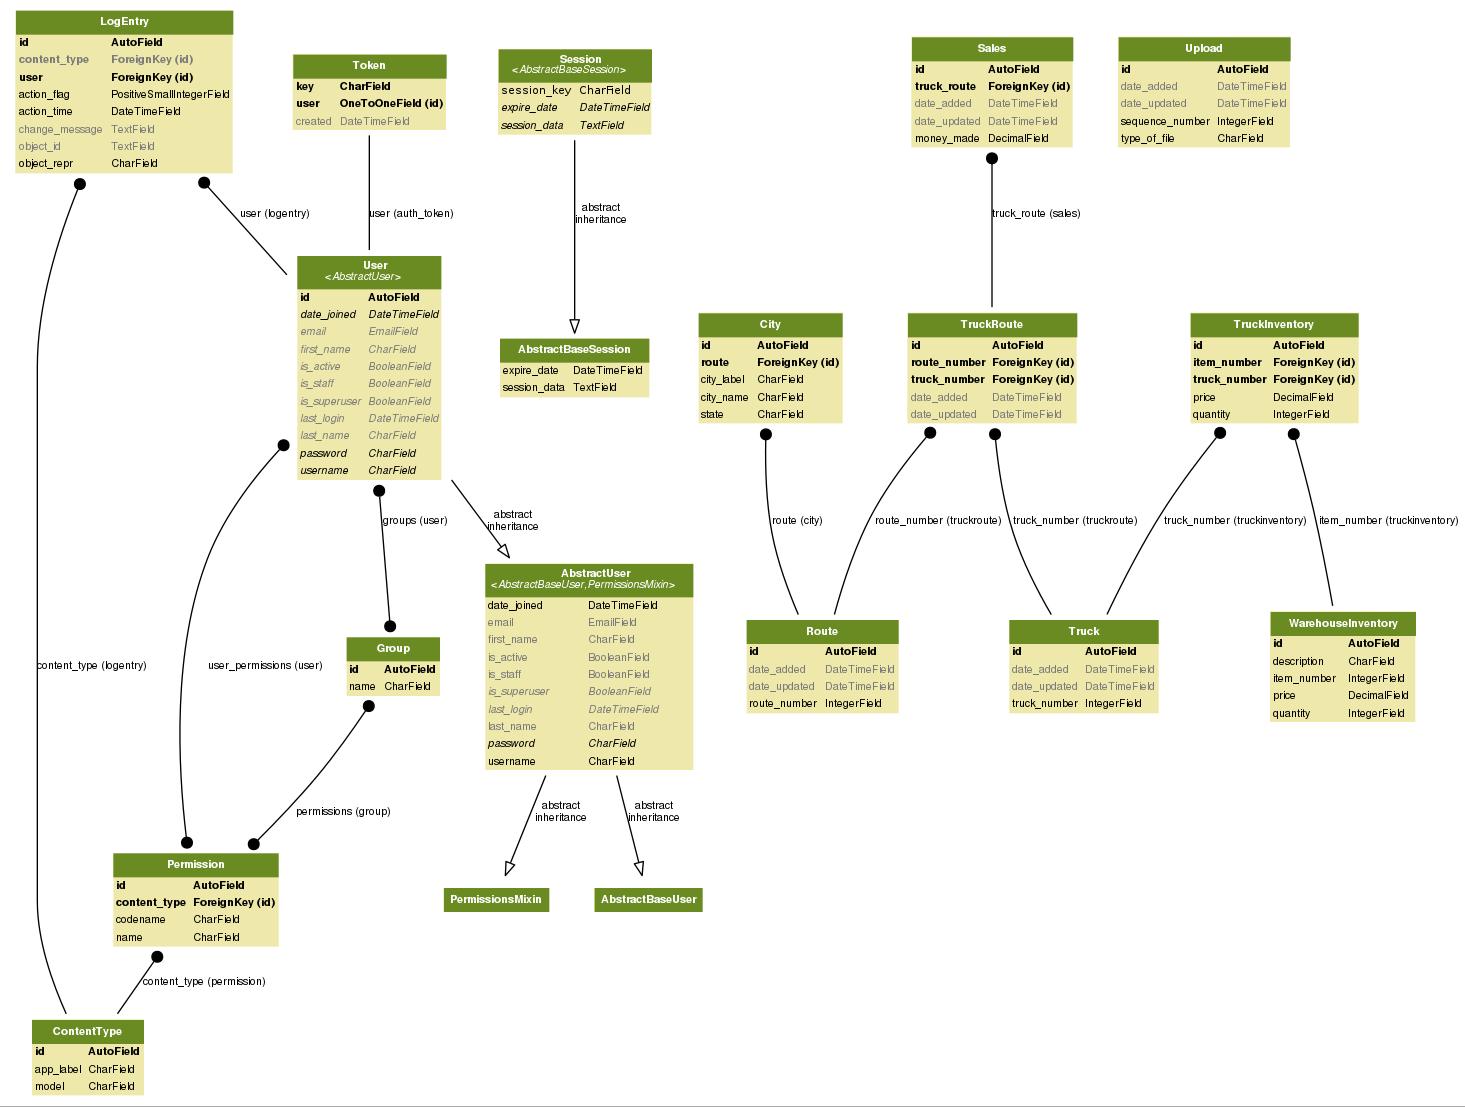 LogEntry
id AutoField
content_type ForeignKey (id)
user ForeignKey (id)
action_flag PositiveSmallIntegerField
action_time DateTimeField
change_message TextField
object_id TextField
object_repr CharField
Token
key CharField
user OneToOneField (id)
created DateTimeField
Session
<AbstractBaseSession>
session_key CharField
expire_date DateTimeField
session_data TextField
Sales
id AutoField
truck_route ForeignKey (id)
date_added DateTimeField
date_updated DateTimeField
money_made DecimalField
Upload
id AutoField
date_added DateTimeField
date_updated DateTimeField
sequence_number IntegerField
type_of_file CharField
user (logentry)
user (auth_token)
abstract
inheritance
truck_route (sales)
User
<AbstractUser>
id AutoField
date_joined DateTimeField
email EmailField
first_name CharField
is_active BooleanField
is_staff BooleanField
is_superuser BooleanField
last_login DateTimeField
last_name CharField
password CharField
username CharField
AbstractBaseSession
expire_date DateTimeField
session_data TextField
City
id AutoField
route ForeignKey (id)
city_label CharField
city_name CharField
state CharField
TruckRoute
id AutoField
route_number ForeignKey (id)
truck_number ForeignKey (id)
date_added DateTimeField
date_updated DateTimeField
TruckInventory
id AutoField
item_number ForeignKey (id)
truck_number ForeignKey (id)
price DecimalField
quantity IntegerField
groups (user)
abstract
inheritance
route (city)
route_number (truckroute)
truck_number (truckroute)
truck_number (truckinventory)
item_number (truckinventory)
AbstractUser
<AbstractBaseUser,PermissionsMixin>
date_joined DateTimeField
email EmailField
first_name CharField
is_active BooleanField
is_staff BooleanField
is_superuser BooleanField
last_login DateTimeField
last_name CharField
password CharField
username CharField
Group
id AutoField
name CharField
Route
id AutoField
date_added DateTimeField
date_updated DateTimeField
route_number IntegerField
Truck
id AutoField
date_added DateTimeField
date_updated DateTimeField
truck_number IntegerField
WarehouseInventory
id AutoField
description CharField
item_number IntegerField
price DecimalField
quantity IntegerField
content_type (logentry)
user_permissions (user)
permissions (group)
abstract
inheritance
abstract
inheritance
Permission
id AutoField
content_type ForeignKey (id)
codename CharField
name CharField
PermissionsMixin
AbstractBaseUser
content_type (permission)
ContentType
id AutoField
app_label CharField
model CharField